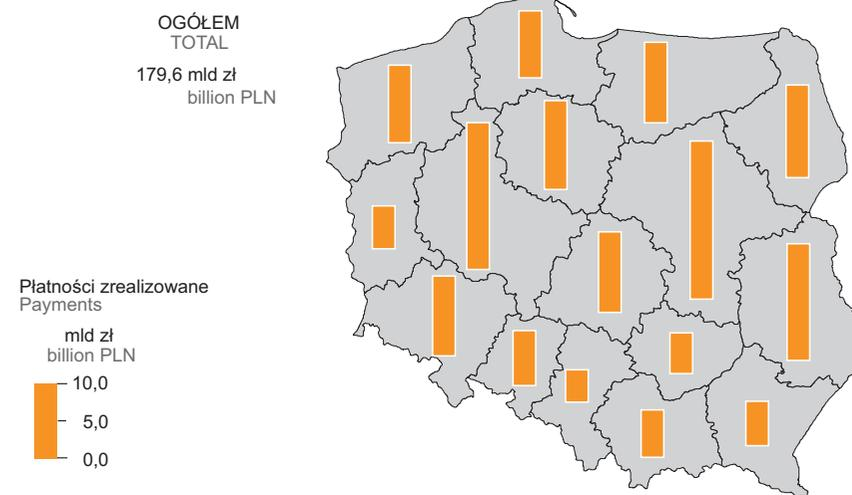 OGÓŁEM
TOTAL
179,6 mld zł
billion PLN
Płatności zrealizowane
Payments
mld zł
billion PLN
10,0
5,0
0,0